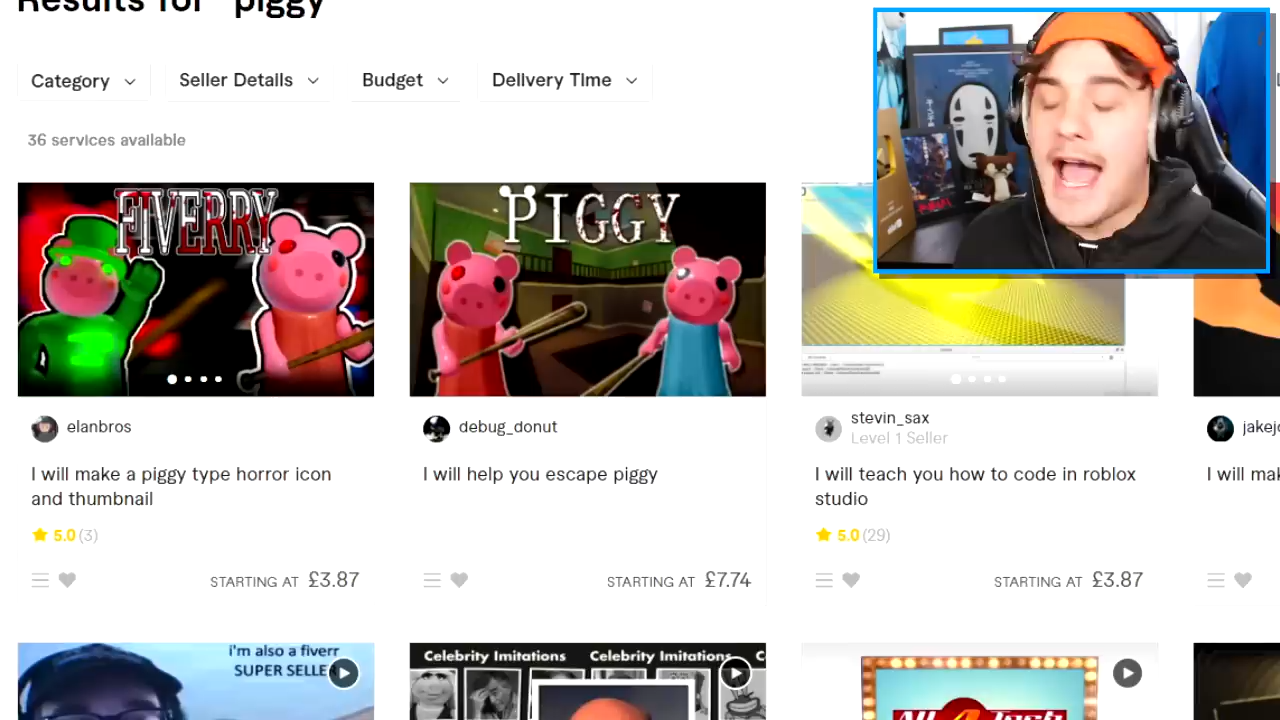 Results for "piggy
Category
Seller Details
Budget
Delivery Time
36 services available
FIVERRY
PIGGY
elanbros
debug_donut
stevin_sax
Level 1 Seller
I will make a piggy type horror icon
and thumbnail
I will help you escape piggy
I will teach you how to code in roblox
studio
I will
5.0 (3)
5.0 (29)
STARTING AT £3.87
STARTING AT £7.74
STARTING AT £3.87
i'm also a fiverr
SUPER SELLER
Celebrity Imitations Celebrity Imitations